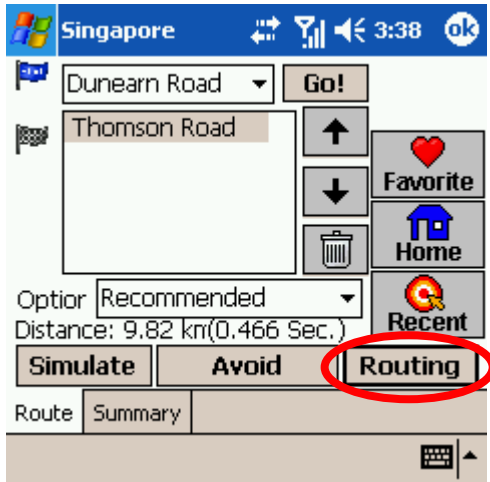 Singapore 3:38 ok
Dunearn Road Go!
Thomson Road
Favorite
Home
Option Recommended
Recent
Distance: 9.82 km(0.466 Sec.)
Simulate Avoid Routing
Route Summary